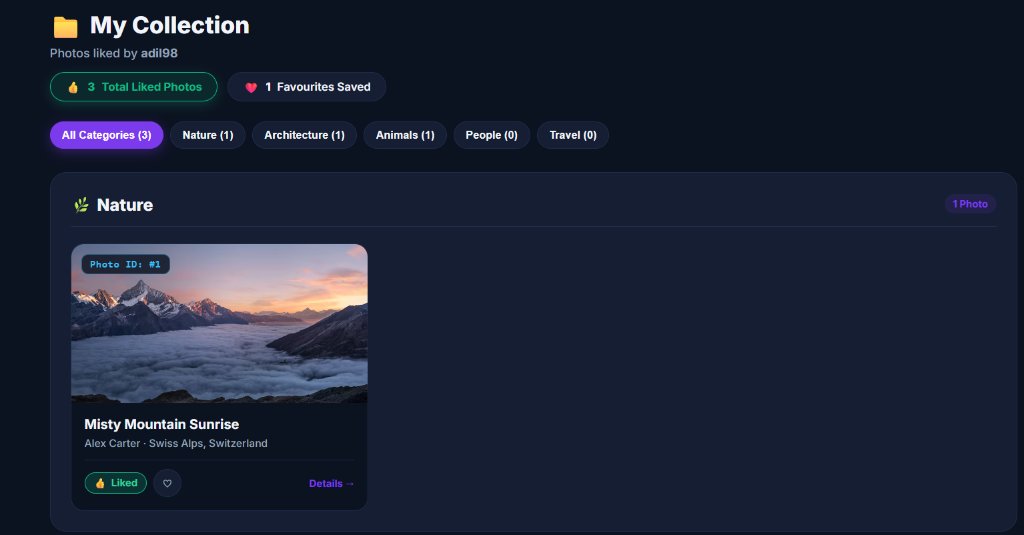 My Collection
Photos liked by adil98
3 Total Liked Photos
1 Favourites Saved
All Categories (3)
Nature (1)
Architecture (1)
Animals (1)
People (0)
Travel (0)
Nature
1 Photo
Photo ID: #1
Misty Mountain Sunrise
Alex Carter · Swiss Alps, Switzerland
Liked
Details →